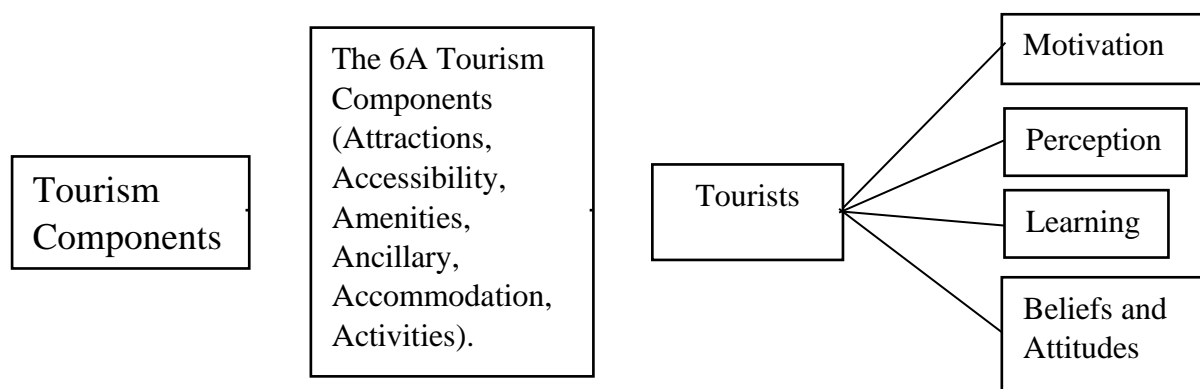 Tourism
Components
The 6A Tourism
Components
(Attractions,
Accessibility,
Amenities,
Ancillary,
Accommodation,
Activities).
Tourists
Motivation
Perception
Learning
Beliefs and
Attitudes